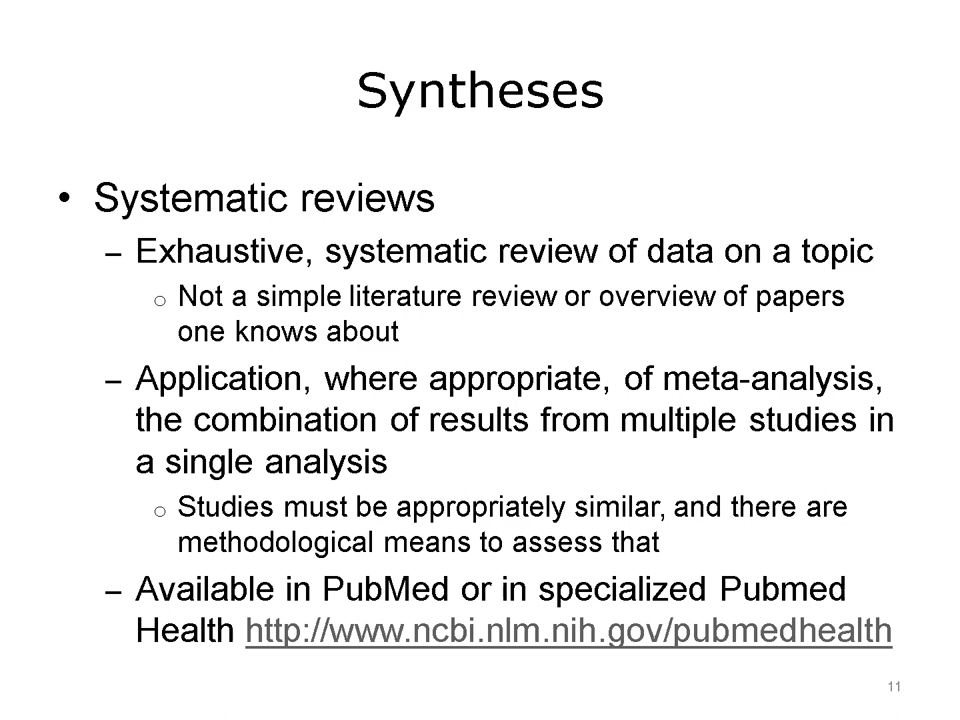 Syntheses
• Systematic reviews
– Exhaustive, systematic review of data on a topic
o Not a simple literature review or overview of papers
one knows about
– Application, where appropriate, of meta-analysis,
the combination of results from multiple studies in
a single analysis
o Studies must be appropriately similar, and there are
methodological means to assess that
– Available in PubMed or in specialized Pubmed
Health http://www.ncbi.nlm.nih.gov/pubmedhealth
11